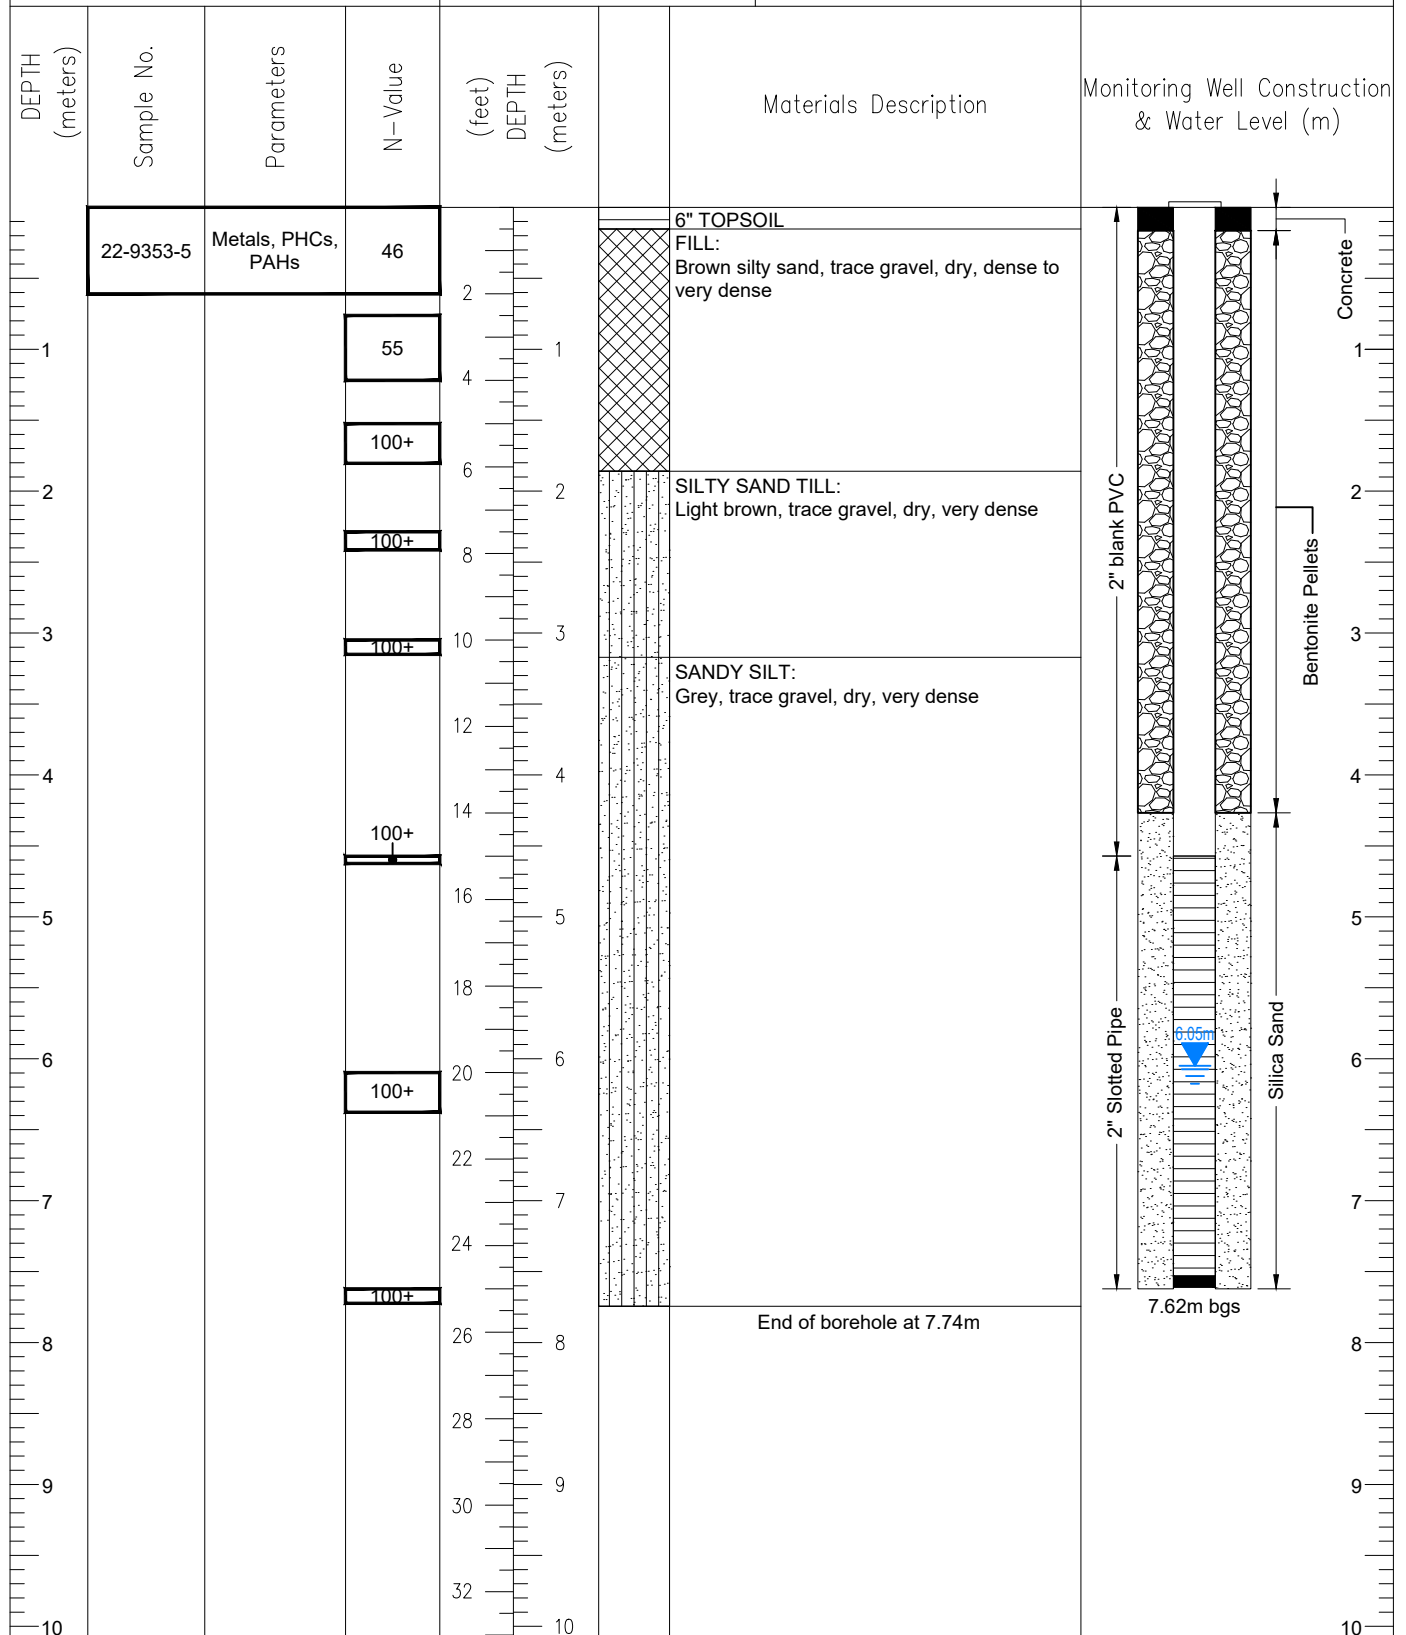 DEPTH
(meters)
Sample No.
Parameters
N-Value
(feet)
DEPTH
(meters)
Materials Description
Monitoring Well Construction
& Water Level (m)
22-9353-5
Metals, PHCs,
PAHs
46
55
100+
100+
100+
100+
100+
100+
1
2
3
4
5
6
7
8
9
10
2
4
6
8
10
12
14
16
18
20
22
24
26
28
30
32
1
2
3
4
5
6
7
8
9
10
6" TOPSOIL
FILL:
Brown silty sand, trace gravel, dry, dense to
very dense
SILTY SAND TILL:
Light brown, trace gravel, dry, very dense
SANDY SILT:
Grey, trace gravel, dry, very dense
End of borehole at 7.74m
2" blank PVC
2" Slotted Pipe
6.05m
7.62m bgs
Concrete
Bentonite Pellets
Silica Sand
1
2
3
4
5
6
7
8
9
10